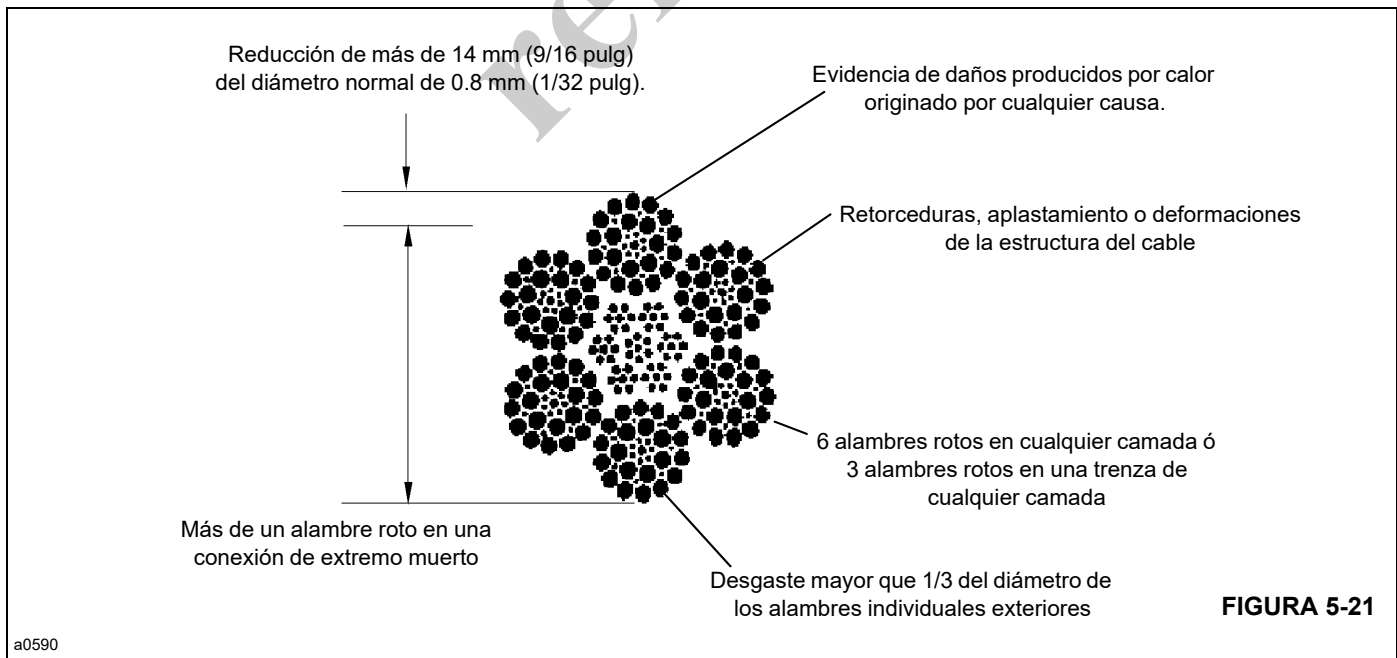 Reducción de más de 14 mm (9/16 pulg)
del diámetro normal de 0.8 mm (1/32 pulg).
Evidencia de daños producidos por calor
originado por cualquier causa.
Retorceduras, aplastamiento o deformaciones
de la estructura del cable
6 alambres rotos en cualquier camada ó
3 alambres rotos en una trenza de
cualquier camada
Más de un alambre roto en una
conexión de extremo muerto
Desgaste mayor que 1/3 del diámetro de
los alambres individuales exteriores
FIGURA 5-21
a0590